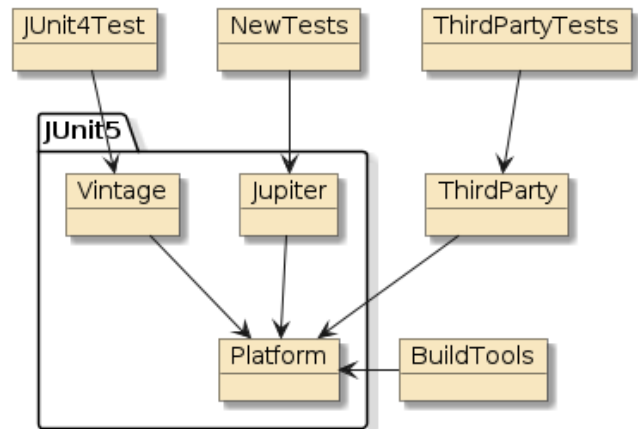 JUnit4Test
NewTests
ThirdPartyTests
JUnit5
Vintage
Jupiter
ThirdParty
Platform
BuildTools